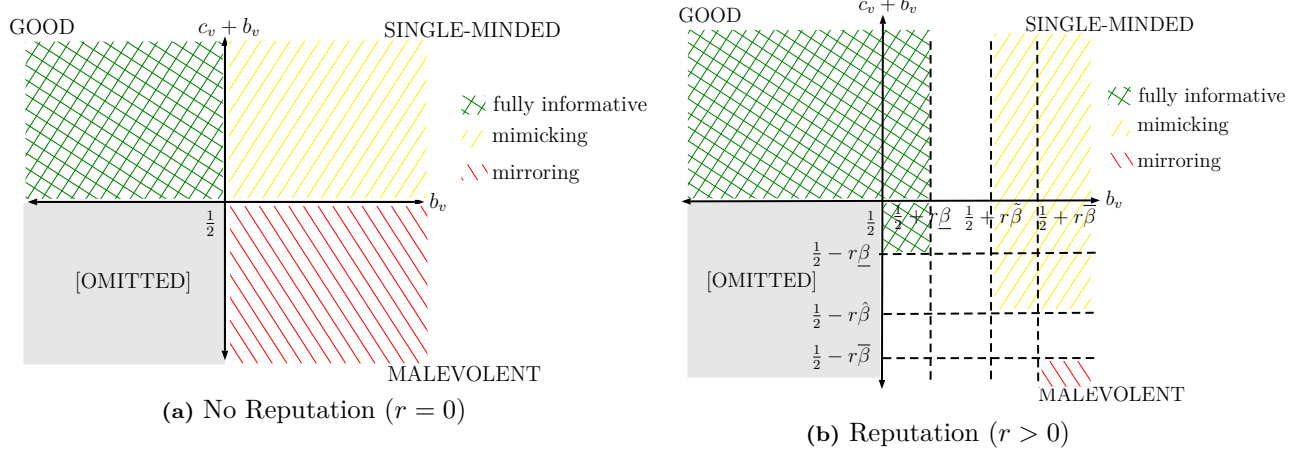 GOOD
c_v + b_v
SINGLE-MINDED
fully informative
mimicking
mirroring
b_v
1/2
[OMITTED]
MALEVOLENT
(a) No Reputation (r = 0)
GOOD
c_v + b_v
SINGLE-MINDED
fully informative
mimicking
mirroring
b_v
1/2
1/2 + rβ̲
1/2 + rβ̃
1/2 + rβ̅
1/2 − rβ̲
[OMITTED]
1/2 − rβ̂
1/2 − rβ̅
MALEVOLENT
(b) Reputation (r > 0)